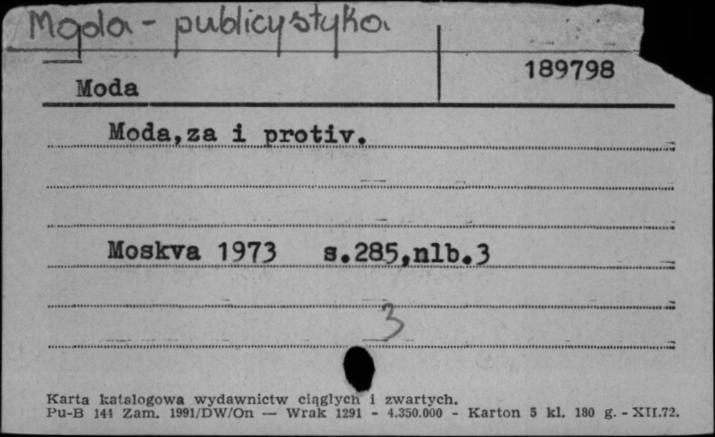 Moda - publicystyka
189798
Moda
Moda,za i protiv.
Moskva 1973 s.285,nlb.3
3
Karta katalogowa wydawnictw ciągłych i zwartych.
Pu-B 141 Zam. 1991/DW/On — Wrak 1291 - 4.350.000 - Karton 5 kl. 180 g. - XII.72.